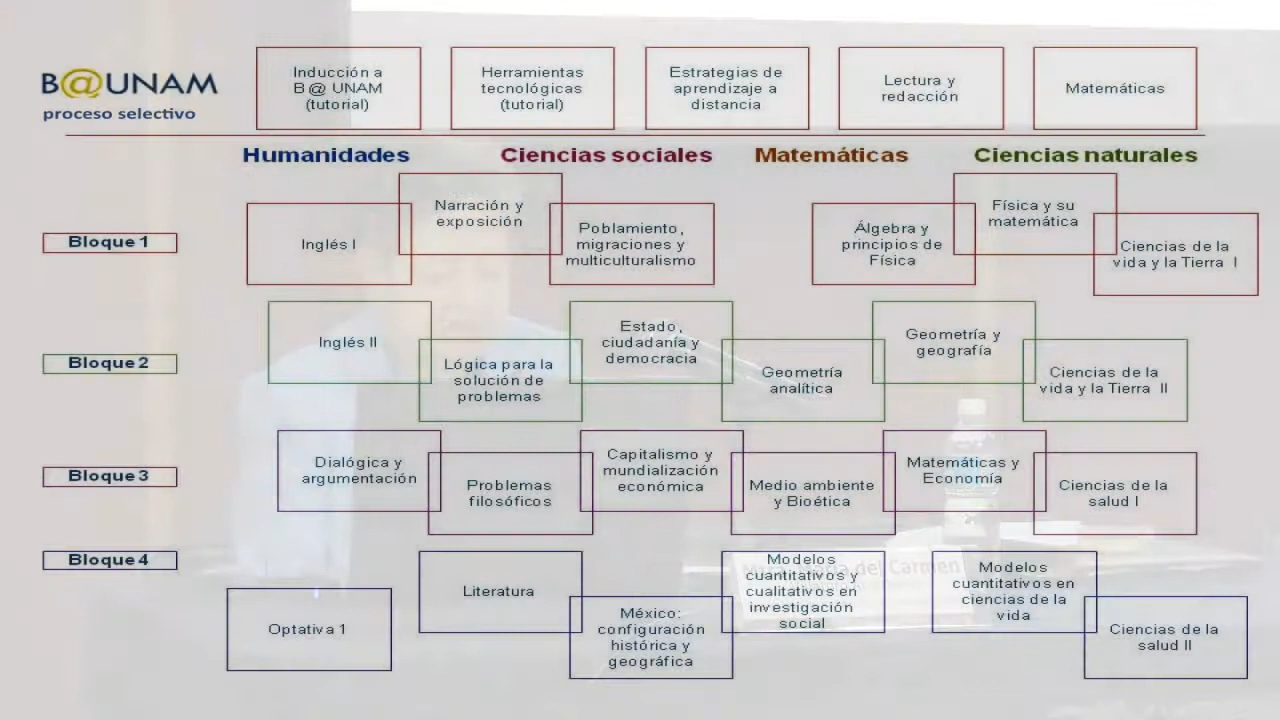 B@UNAM
proceso selectivo
Inducción a
B @ UNAM
(tutorial)
Herramientas
tecnológicas
(tutorial)
Estrategias de
aprendizaje a
distancia
Lectura y
redacción
Matemáticas
Humanidades
Ciencias sociales
Matemáticas
Ciencias naturales
Bloque 1
Inglés I
Narración y
exposición
Poblamiento,
migraciones y
multiculturalismo
Álgebra y
principios de
Física
Física y su
matemática
Ciencias de la
vida y la Tierra I
Bloque 2
Inglés II
Lógica para la
solución de
problemas
Estado,
ciudadanía y
democracia
Geometría
analítica
Geometría y
geografía
Ciencias de la
vida y la Tierra II
Bloque 3
Dialógica y
argumentación
Problemas
filosóficos
Capitalismo y
mundialización
económica
Medio ambiente
y Bioética
Matemáticas y
Economía
Ciencias de la
salud I
Bloque 4
Optativa 1
Literatura
México:
configuración
histórica y
geográfica
Modelos
cuantitativos y
cualitativos en
investigación
social
Modelos
cuantitativos en
ciencias de la
vida
Ciencias de la
salud II
del Carmen